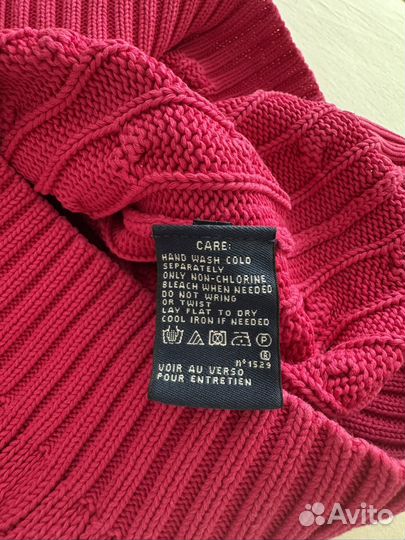 CARE:
HAND WASH COLD
SEPARATELY
ONLY NON-CHLORINE
BLEACH WHEN NEEDED
DO NOT WRING
OR TWIST
LAY FLAT TO DRY
COOL IRON IF NEEDED
P
n°1529
VOIR AU VERSO
POUR ENTRETIEN
Avito